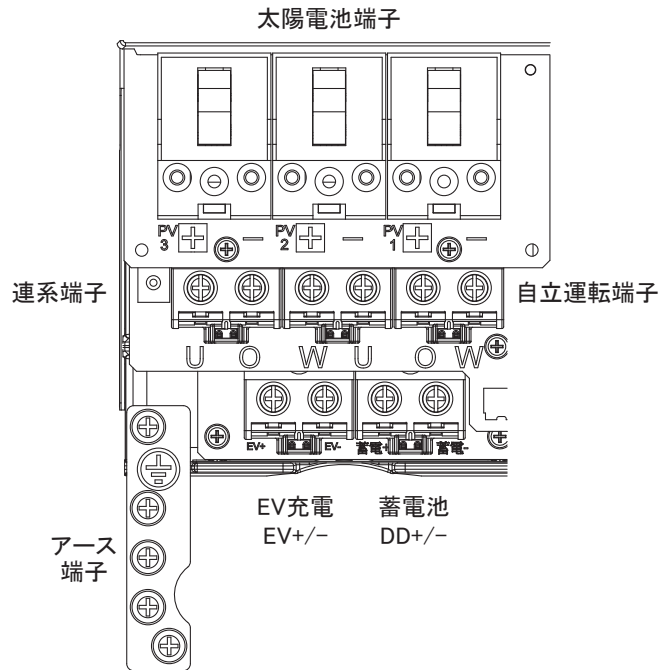 太陽電池端子
PV
3
+
−
PV
2
+
−
PV
1
+
−
連系端子
自立運転端子
U O W U O W
EV+ EV- 蓄電+ 蓄電-
EV充電
EV+/−
蓄電池
DD+/−
アース
端子